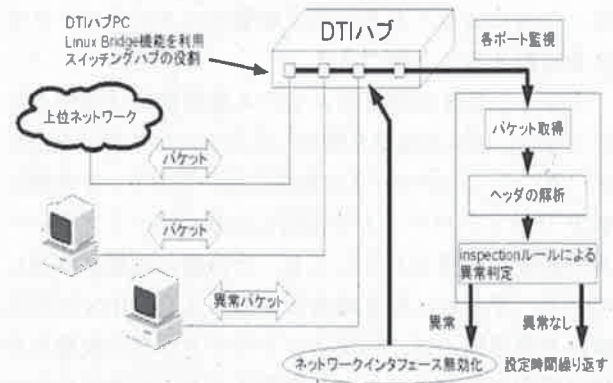 DTIハブPC
Linux Bridge機能を利用
スイッチングハブの役割
DTIハブ
各ポート監視
上位ネットワーク
パケット
パケット
異常パケット
パケット取得
ヘッダの解析
inspectionルールによる
異常判定
異常
異常なし
ネットワークインタフェース無効化
設定時間繰り返す